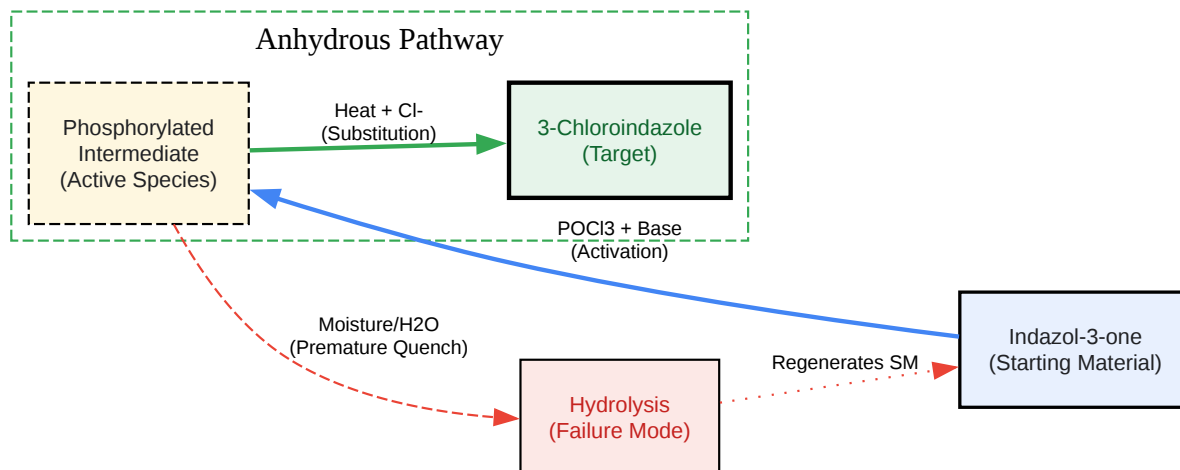 Anhydrous Pathway
Phosphorylated
Intermediate
(Active Species)
Heat + Cl-
(Substitution)
3-Chloroindazole
(Target)
POCl3 + Base
(Activation)
Moisture/H2O
(Premature Quench)
Hydrolysis
(Failure Mode)
Regenerates SM
Indazol-3-one
(Starting Material)